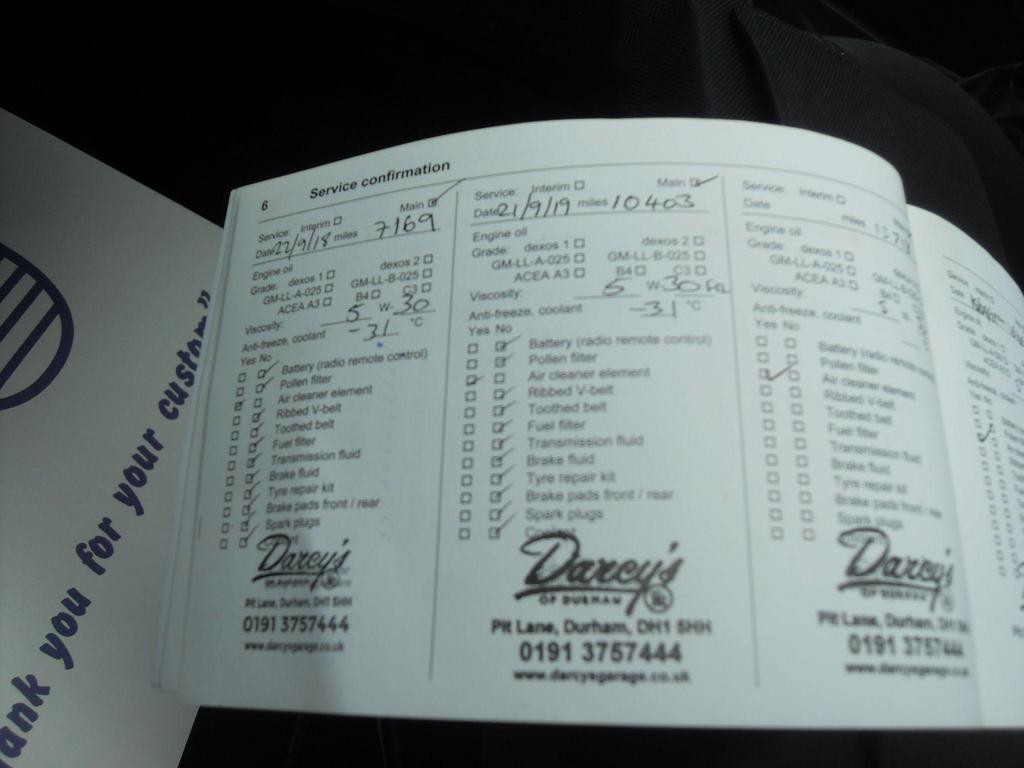 6 Service confirmation
Service: Interim Main
Date 22/9/18 miles 7169
Engine oil
Grade: dexos 1 dexos 2
GM-LL-A-025 GM-LL-B-025
ACEA A3 B4 C3
Viscosity: 5 W- 30
Anti-freeze, coolant -31 °C
Yes No
Battery (radio remote control)
Pollen filter
Air cleaner element
Ribbed V-belt
Toothed belt
Fuel filter
Transmission fluid
Brake fluid
Tyre repair kit
Brake pads front / rear
Spark plugs
Darcy's
Pit Lane, Durham, DH1 5HH
0191 3757444
www.darcysgarage.co.uk
Service: Interim Main
Date 21/9/19 miles 10403
Engine oil
Grade: dexos 1 dexos 2
GM-LL-A-025 GM-LL-B-025
ACEA A3 B4 C3
Viscosity: 5 W- 30
Anti-freeze, coolant -31 °C
Yes No
Battery (radio remote control)
Pollen filter
Air cleaner element
Ribbed V-belt
Toothed belt
Fuel filter
Transmission fluid
Brake fluid
Tyre repair kit
Brake pads front / rear
Spark plugs
Darcy's
OF DURHAM
Pit Lane, Durham, DH1 5HH
0191 3757444
www.darcysgarage.co.uk
Service: Interim
Date miles
Engine oil
Grade: dexos 1
GM-LL-A-025
ACEA A3 B4
Viscosity: 5
Anti-freeze, coolant
Yes No
Battery (radio remote
Pollen filter
Air cleaner element
Ribbed V-belt
Toothed belt
Fuel filter
Transmission fluid
Brake fluid
Tyre repair kit
Brake pads front /
Spark plugs
Darcy's
OF DURHAM
Pit Lane, Durham,
0191 3757444
you for your custom"